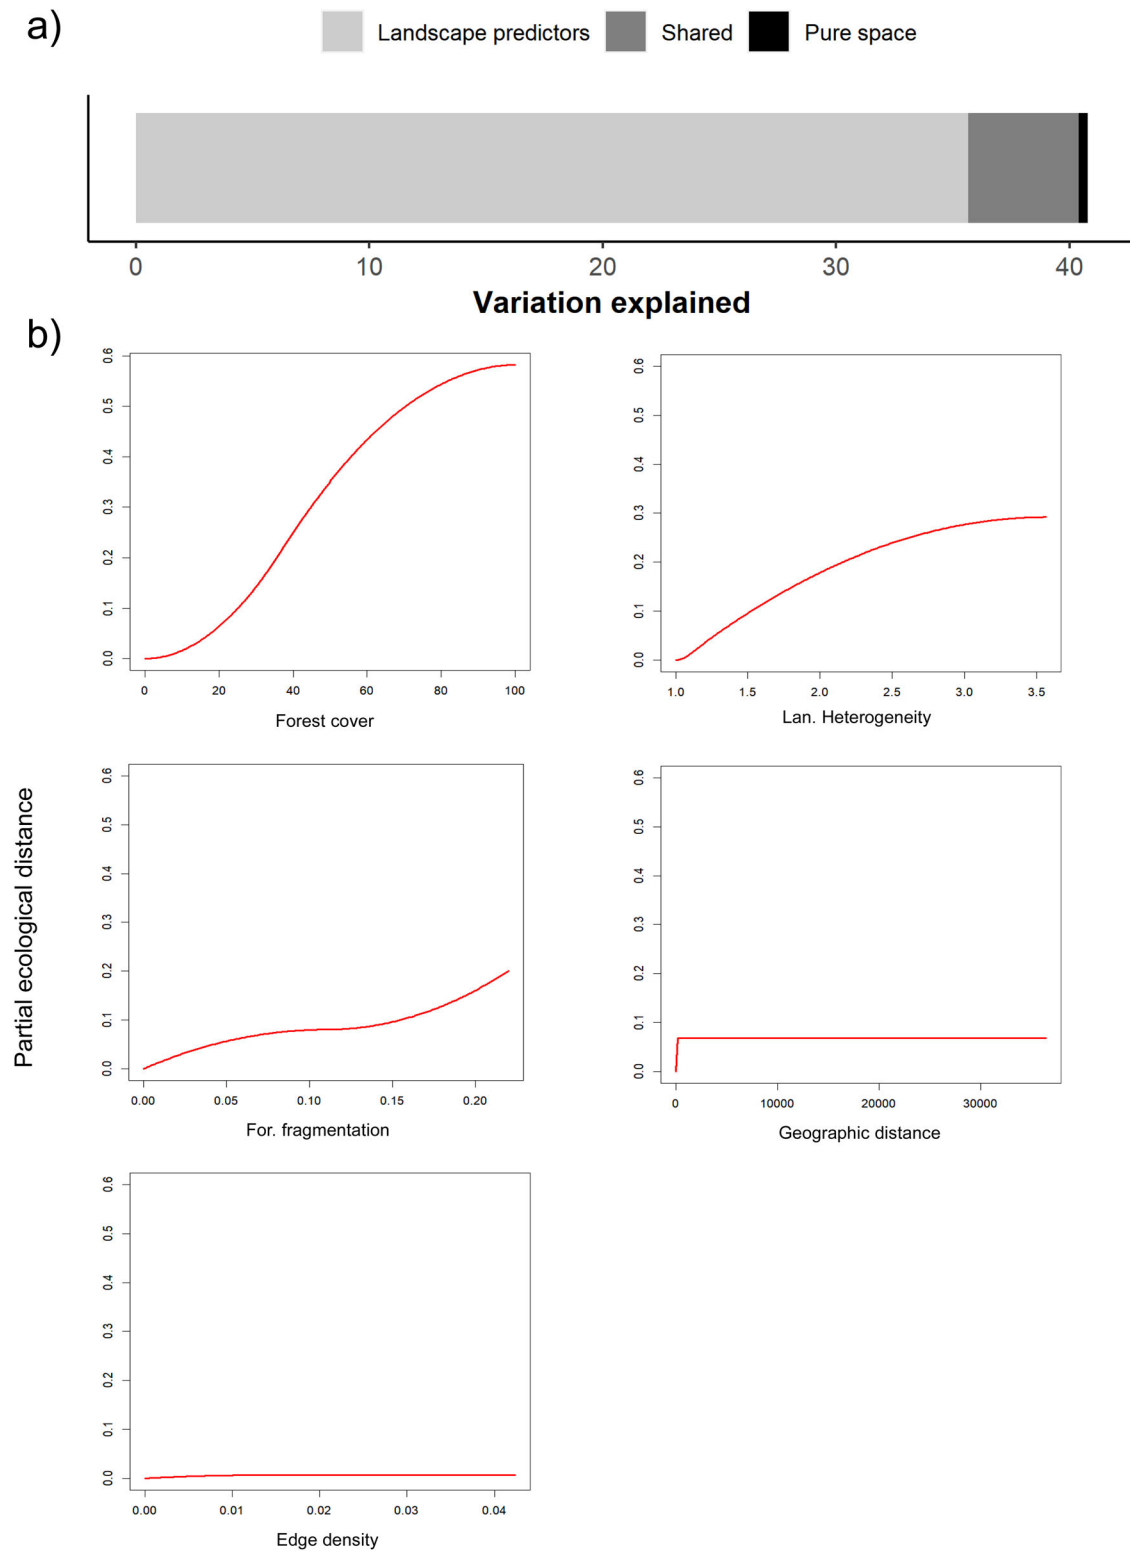 a)
Landscape predictors Shared Pure space
0 10 20 30 40
Variation explained
b)
Partial ecological distance
0.0 0.1 0.2 0.3 0.4 0.5 0.6
0 20 40 60 80 100
Forest cover
0.0 0.1 0.2 0.3 0.4 0.5 0.6
1.0 1.5 2.0 2.5 3.0 3.5
Lan. Heterogeneity
0.0 0.1 0.2 0.3 0.4 0.5 0.6
0.00 0.05 0.10 0.15 0.20
For. fragmentation
0.0 0.1 0.2 0.3 0.4 0.5 0.6
0 10000 20000 30000
Geographic distance
0.0 0.1 0.2 0.3 0.4 0.5 0.6
0.00 0.01 0.02 0.03 0.04
Edge density